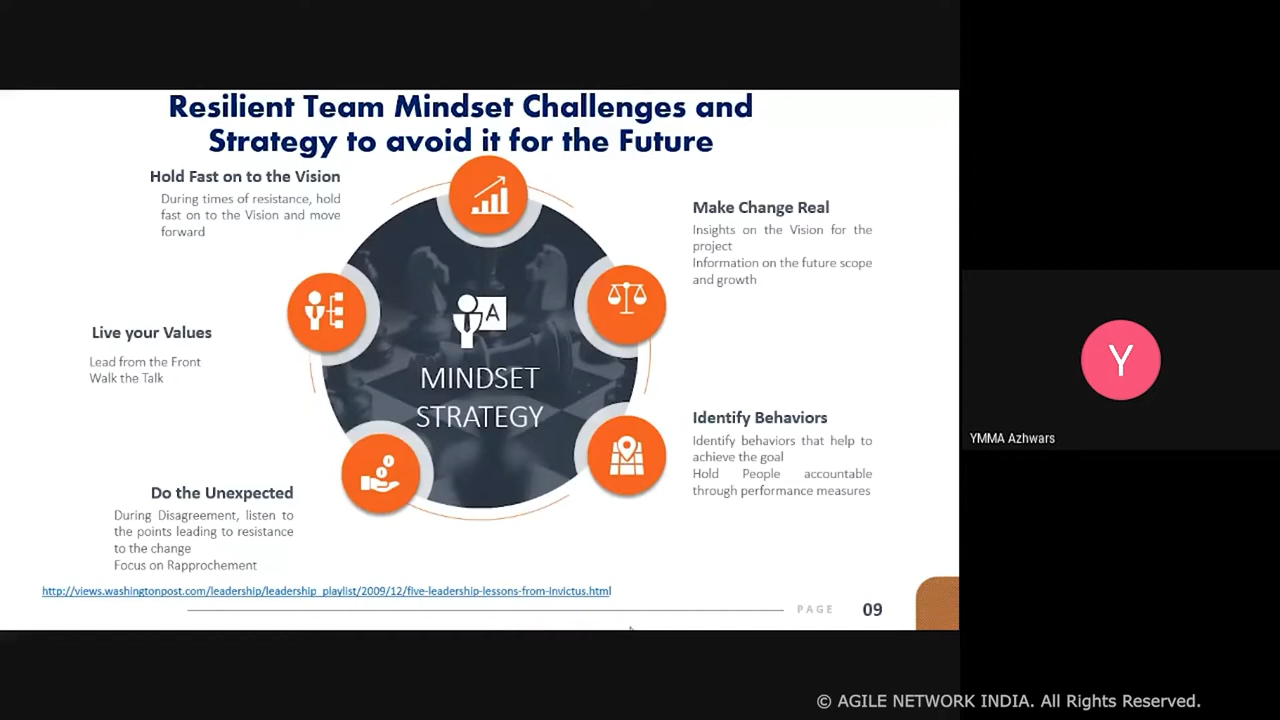 Resilient Team Mindset Challenges and
Strategy to avoid it for the Future
Hold Fast on to the Vision
During times of resistance, hold
fast on to the Vision and move
forward
Make Change Real
Insights on the Vision for the
project
Information on the future scope
and growth
A
MINDSET
STRATEGY
Live your Values
Lead from the Front
Walk the Talk
Identify Behaviors
Identify behaviors that help to
achieve the goal
Hold People accountable
through performance measures
Do the Unexpected
During Disagreement, listen to
the points leading to resistance
to the change
Focus on Rapprochement
http://views.washingtonpost.com/leadership/leadership_playlist/2009/12/five-leadership-lessons-from-invictus.html
PAGE 09
Y
YMMA Azhwars
© AGILE NETWORK INDIA. All Rights Reserved.